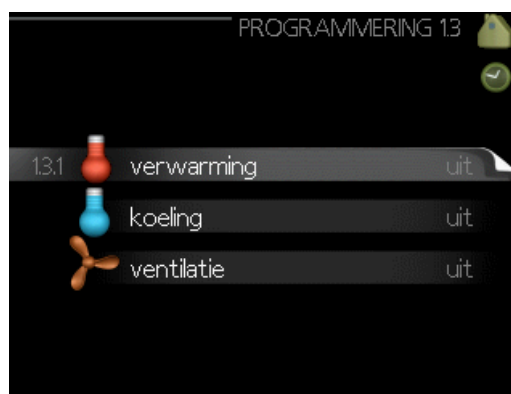 PROGRAMMERING 1.3
1.3.1 verwarming uit
koeling uit
ventilatie uit